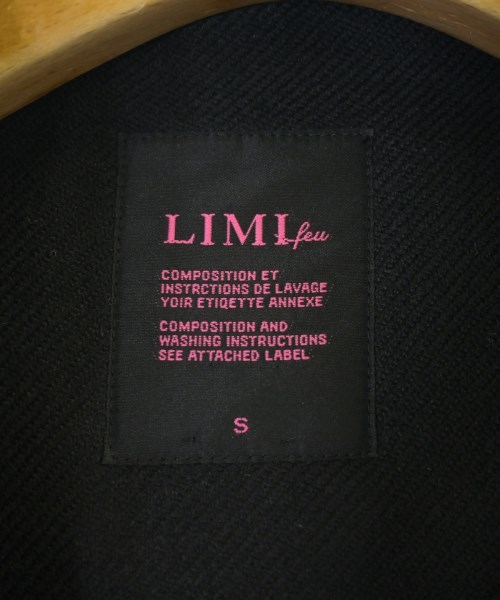 LIMI feu
COMPOSITION ET
INSTRCTIONS DE LAVAGE
YOIR ETIQETTE ANNEXE
COMPOSITION AND
WASHING INSTRUCTIONS
SEE ATTACHED LABEL
S